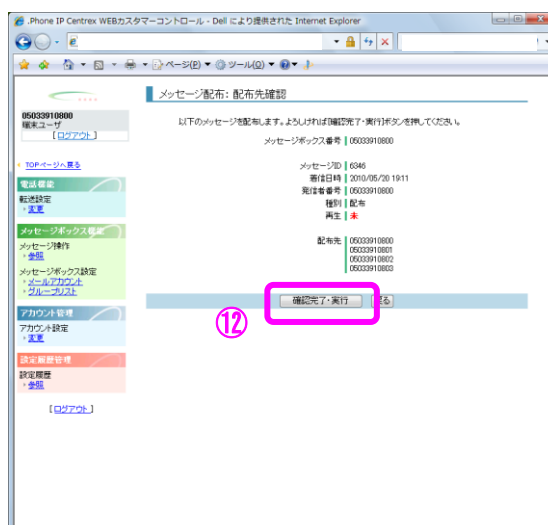 .Phone IP Centrex WEBカスタマーコントロール - Dell により提供された Internet Explorer
ページ(P) ツール(O)
メッセージ配布: 配布先確認
05033910800
端末ユーザ
[ログアウト]
以下のメッセージを配布します。よろしければ「確認完了・実行」ボタンを押してください。
メッセージボックス番号 05033910800
TOPページへ戻る
メッセージID 6346
着信日時 2010/05/20 19:11
発信者番号 05033910800
種別 配布
再生 未
電話機能
転送設定
変更
メッセージボックス機能
メッセージ操作
参照
メッセージボックス設定
メールアカウント
グループリスト
配布先 05033910800
05033910801
05033910802
05033910803
確認完了・実行 戻る
⑫
アカウント管理
アカウント設定
変更
設定履歴管理
設定履歴
参照
[ログアウト]